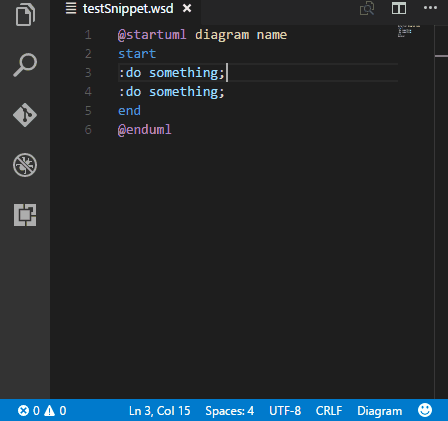 testSnippet.wsd
1 @startuml diagram name
2 start
3 :do something;
4 :do something;
5 end
6 @enduml
0 0 Ln 3, Col 15 Spaces: 4 UTF-8 CRLF Diagram